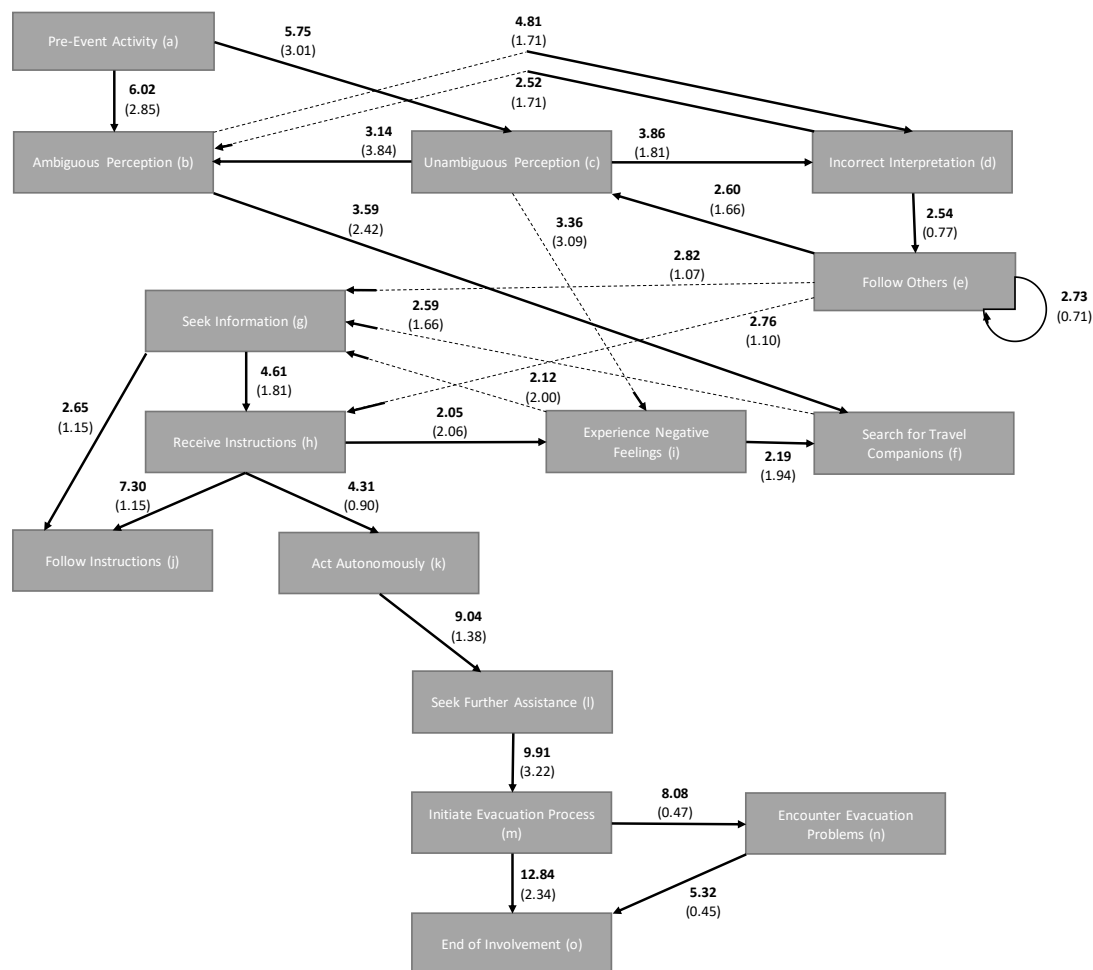 Pre-Event Activity (a)
5.75
(3.01)
4.81
(1.71)
6.02
(2.85)
2.52
(1.71)
Ambiguous Perception (b)
3.14
(3.84)
Unambiguous Perception (c)
3.86
(1.81)
Incorrect Interpretation (d)
3.59
(2.42)
3.36
(3.09)
2.60
(1.66)
2.54
(0.77)
2.82
(1.07)
Follow Others (e)
2.73
(0.71)
Seek Information (g)
2.59
(1.66)
2.76
(1.10)
4.61
(1.81)
2.12
(2.00)
2.65
(1.15)
Receive Instructions (h)
2.05
(2.06)
Experience Negative
Feelings (i)
2.19
(1.94)
Search for Travel
Companions (f)
7.30
(1.15)
4.31
(0.90)
Follow Instructions (j)
Act Autonomously (k)
9.04
(1.38)
Seek Further Assistance (l)
9.91
(3.22)
Initiate Evacuation Process
(m)
8.08
(0.47)
Encounter Evacuation
Problems (n)
12.84
(2.34)
5.32
(0.45)
End of Involvement (o)